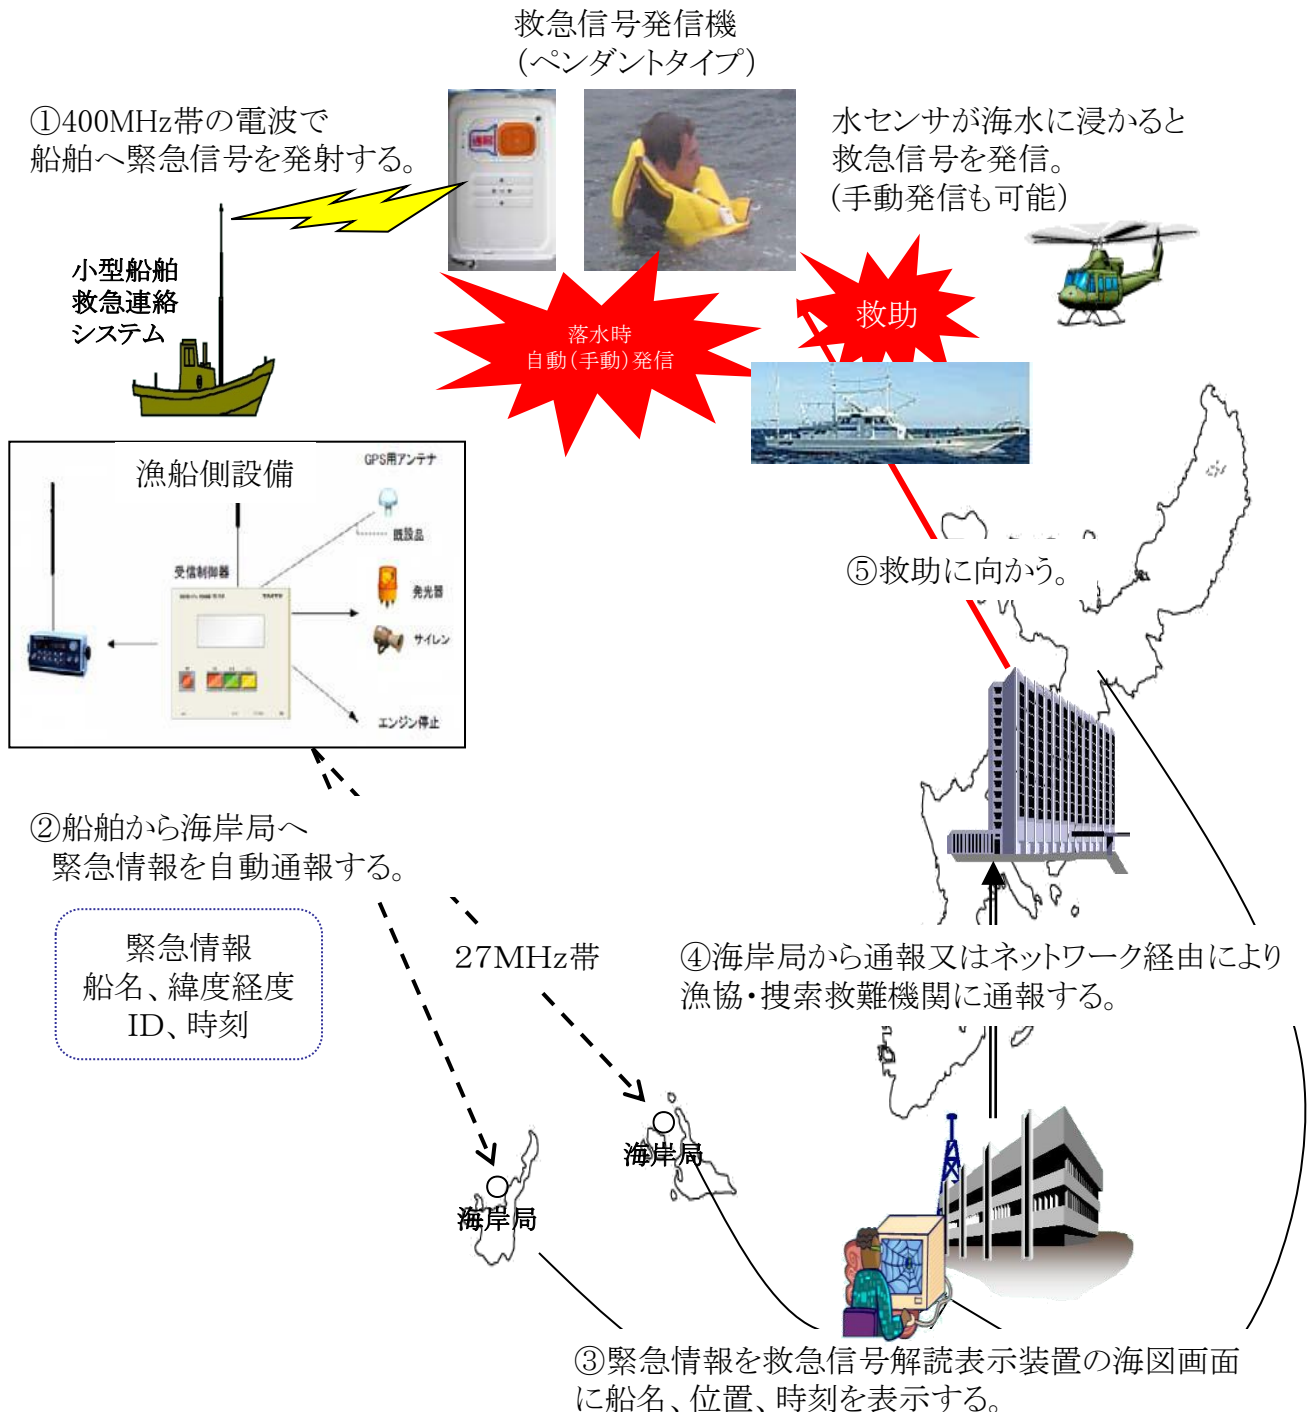 救急信号発信機
（ペンダントタイプ）
①400MHz帯の電波で
船舶へ緊急信号を発射する。
水センサが海水に浸かると
救急信号を発信。
（手動発信も可能）
小型船舶
救急連絡
システム
落水時
自動（手動）発信
救助
漁船側設備
GPS用アンテナ
既設品
受信制御器
発光器
サイレン
エンジン停止
⑤救助に向かう。
②船舶から海岸局へ
緊急情報を自動通報する。
緊急情報
船名、緯度経度
ID、時刻
27MHz帯
④海岸局から通報又はネットワーク経由により
漁協・捜索救難機関に通報する。
海岸局
海岸局
③緊急情報を救急信号解読表示装置の海図画面
に船名、位置、時刻を表示する。